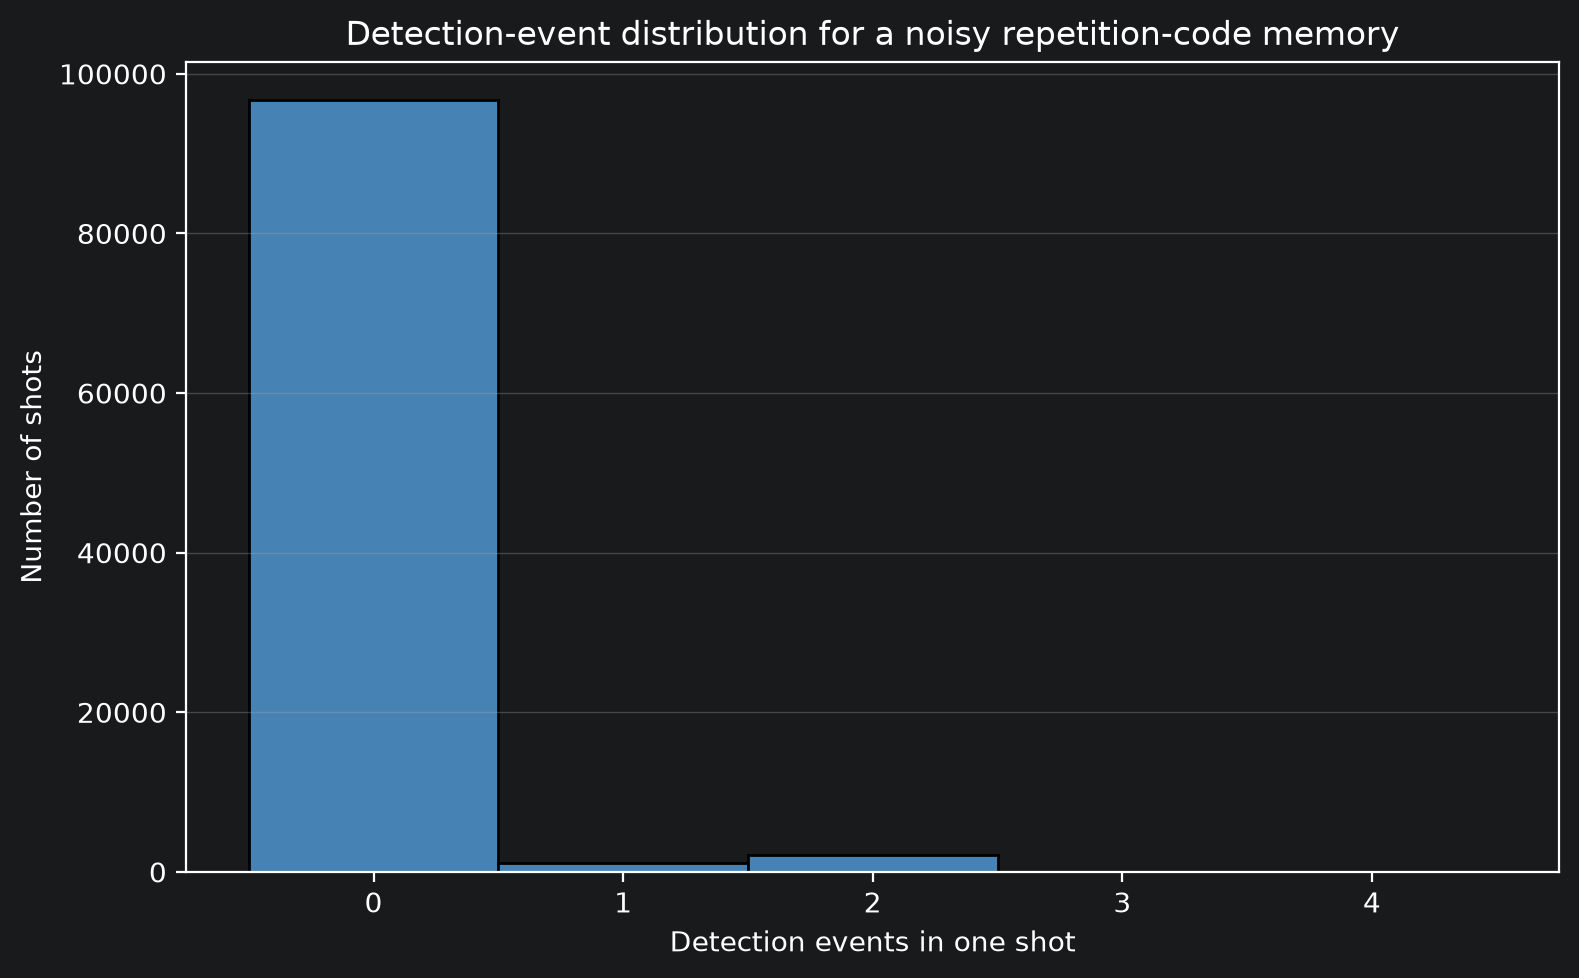 Detection-event distribution for a noisy repetition-code memory
100000
80000
60000
40000
20000
0
Number of shots
0 1 2 3 4
Detection events in one shot